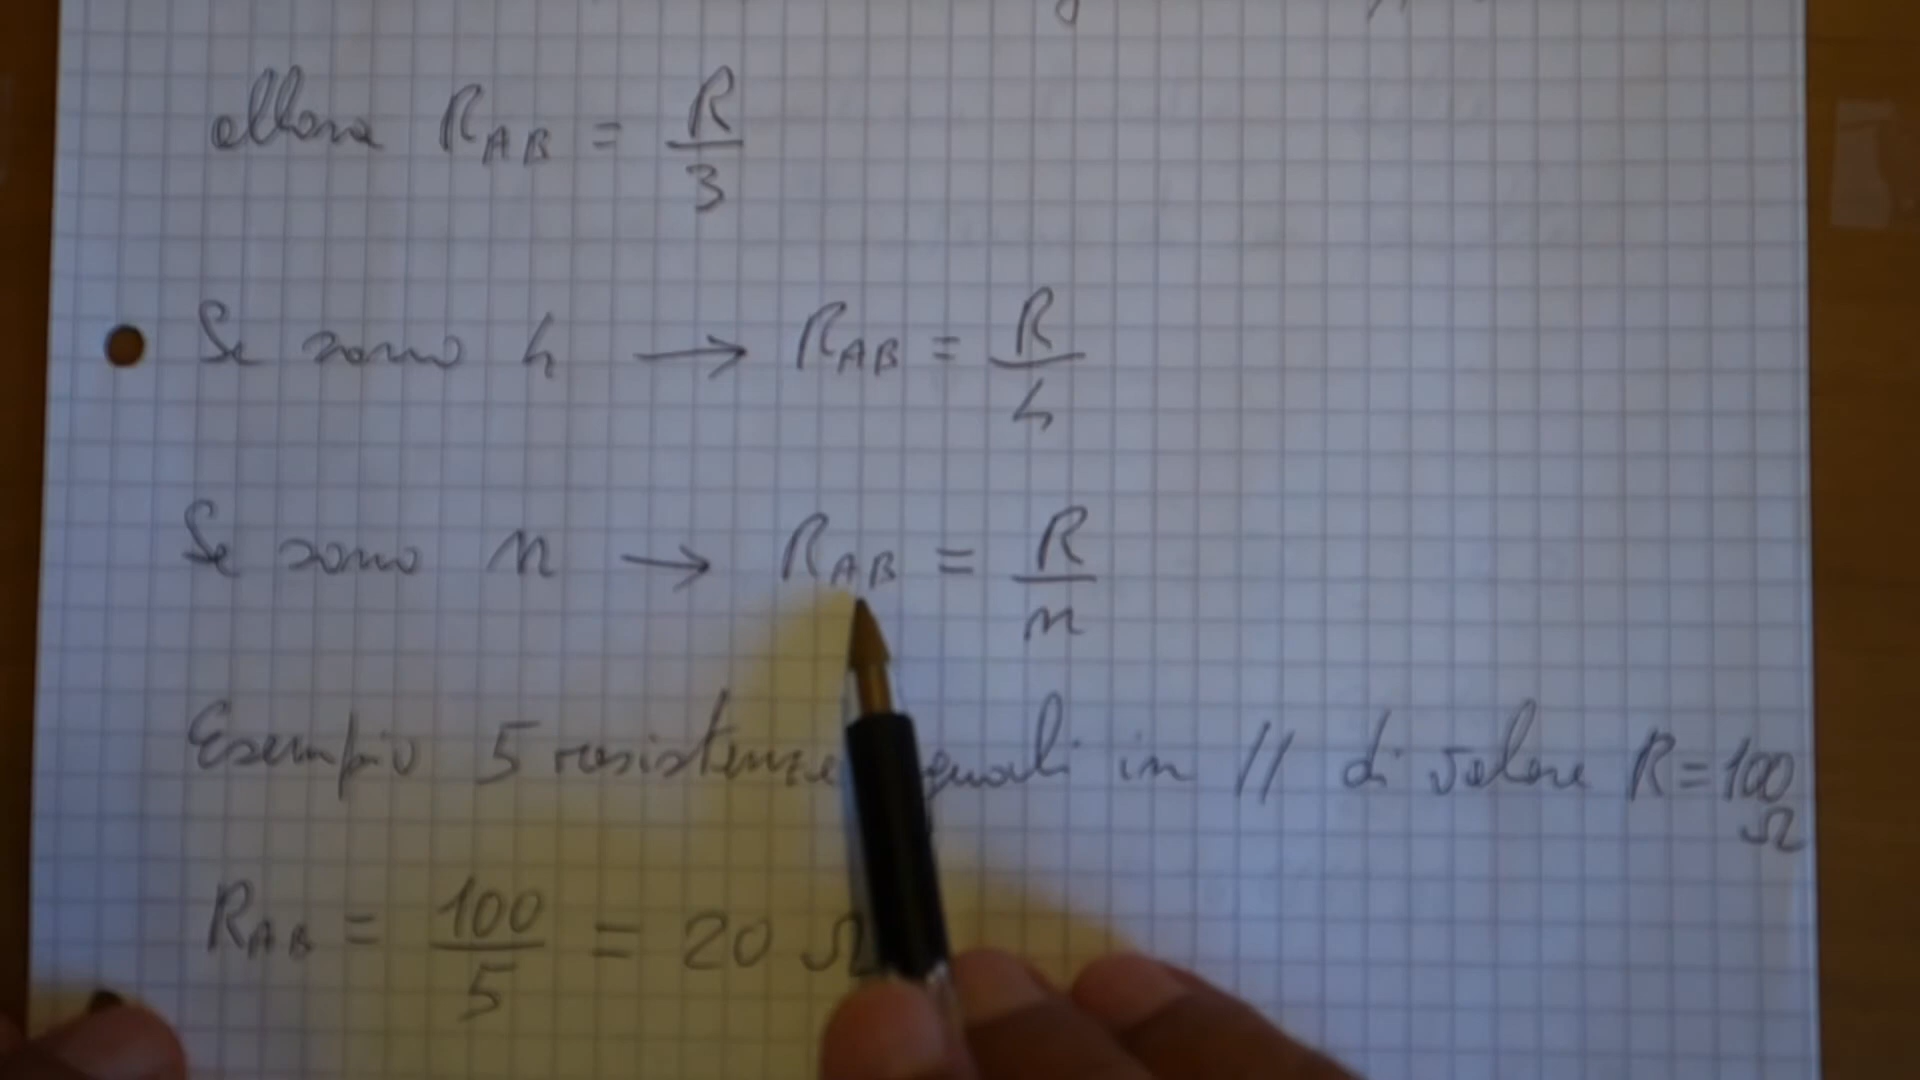 allora R_AB = R/3
Se sono 4 → R_AB = R/4
Se sono n → R_AB = R/n
Esempio 5 resistenze uguali in // di valore R = 100 Ω
R_AB = 100/5 = 20 Ω